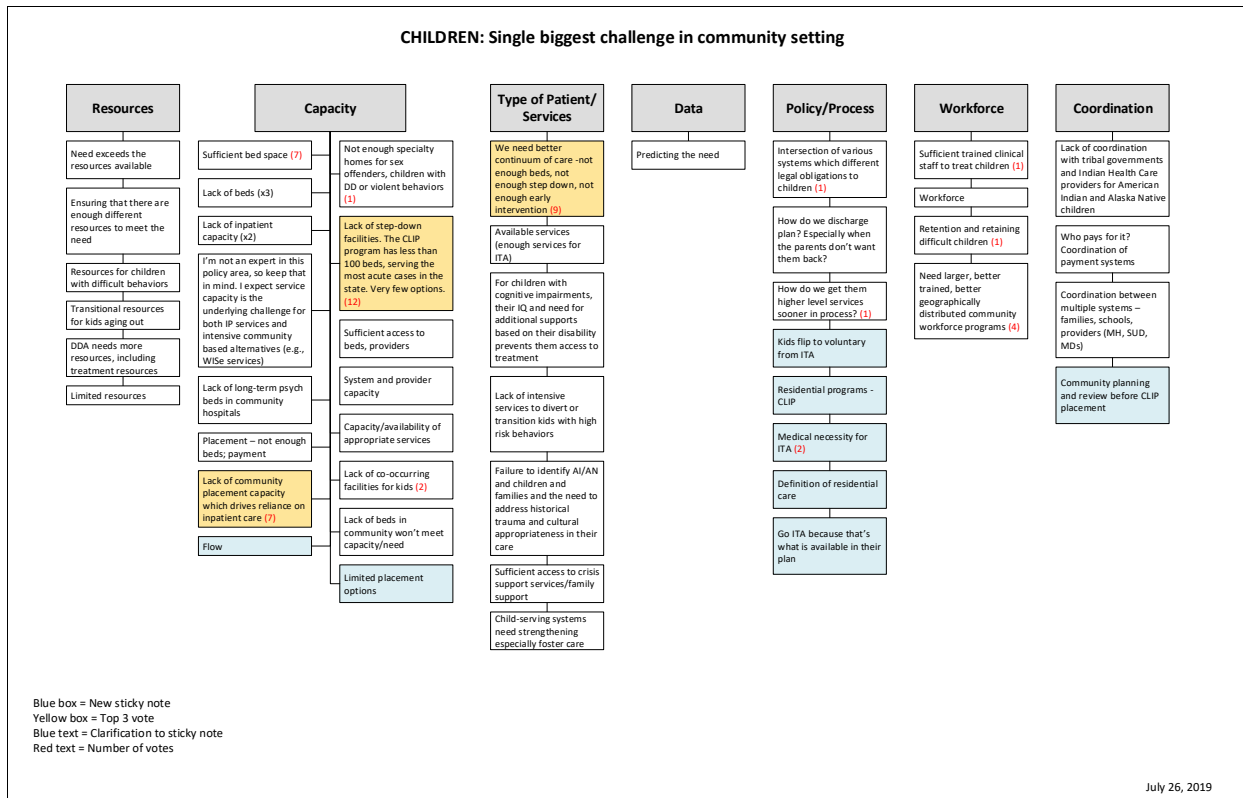 CHILDREN: Single biggest challenge in community setting
Resources
Need exceeds the
resources available
Ensuring that there are
enough different
resources to meet the
need
Resources for children
with difficult behaviors
Transitional resources
for kids aging out
DDA needs more
resources, including
treatment resources
Limited resources
Capacity
Sufficient bed space (7)
Lack of beds (x3)
Lack of inpatient
capacity (x2)
I'm not an expert in this
policy area, so keep that
in mind. I expect service
capacity is the
underlying challenge for
both IP services and
intensive community
based alternatives (e.g.,
WISe services)
Lack of long-term psych
beds in community
hospitals
Placement – not enough
beds; payment
Lack of community
placement capacity
which drives reliance on
inpatient care (7)
Flow
Not enough specialty
homes for sex
offenders, children with
DD or violent behaviors
(1)
Lack of step-down
facilities. The CLIP
program has less than
100 beds, serving the
most acute cases in the
state. Very few options.
(12)
Sufficient access to
beds, providers
System and provider
capacity
Capacity/availability of
appropriate services
Lack of co-occurring
facilities for kids (2)
Lack of beds in
community won't meet
capacity/need
Limited placement
options
Type of Patient/
Services
We need better
continuum of care -not
enough beds, not
enough step down, not
enough early
intervention (9)
Available services
(enough services for
ITA)
For children with
cognitive impairments,
their IQ and need for
additional supports
based on their disability
prevents them access to
treatment
Lack of intensive
services to divert or
transition kids with high
risk behaviors
Failure to identify AI/AN
and children and
families and the need to
address historical
trauma and cultural
appropriateness in their
care
Sufficient access to crisis
support services/family
support
Child-serving systems
need strengthening
especially foster care
Data
Predicting the need
Policy/Process
Intersection of various
systems which different
legal obligations to
children (1)
How do we discharge
plan? Especially when
the parents don't want
them back?
How do we get them
higher level services
sooner in process? (1)
Kids flip to voluntary
from ITA
Residential programs -
CLIP
Medical necessity for
ITA (2)
Definition of residential
care
Go ITA because that's
what is available in their
plan
Workforce
Sufficient trained clinical
staff to treat children (1)
Workforce
Retention and retaining
difficult children (1)
Need larger, better
trained, better
geographically
distributed community
workforce programs (4)
Coordination
Lack of coordination
with tribal governments
and Indian Health Care
providers for American
Indian and Alaska Native
children
Who pays for it?
Coordination of
payment systems
Coordination between
multiple systems –
families, schools,
providers (MH, SUD,
MDs)
Community planning
and review before CLIP
placement
Blue box = New sticky note
Yellow box = Top 3 vote
Blue text = Clarification to sticky note
Red text = Number of votes
July 26, 2019